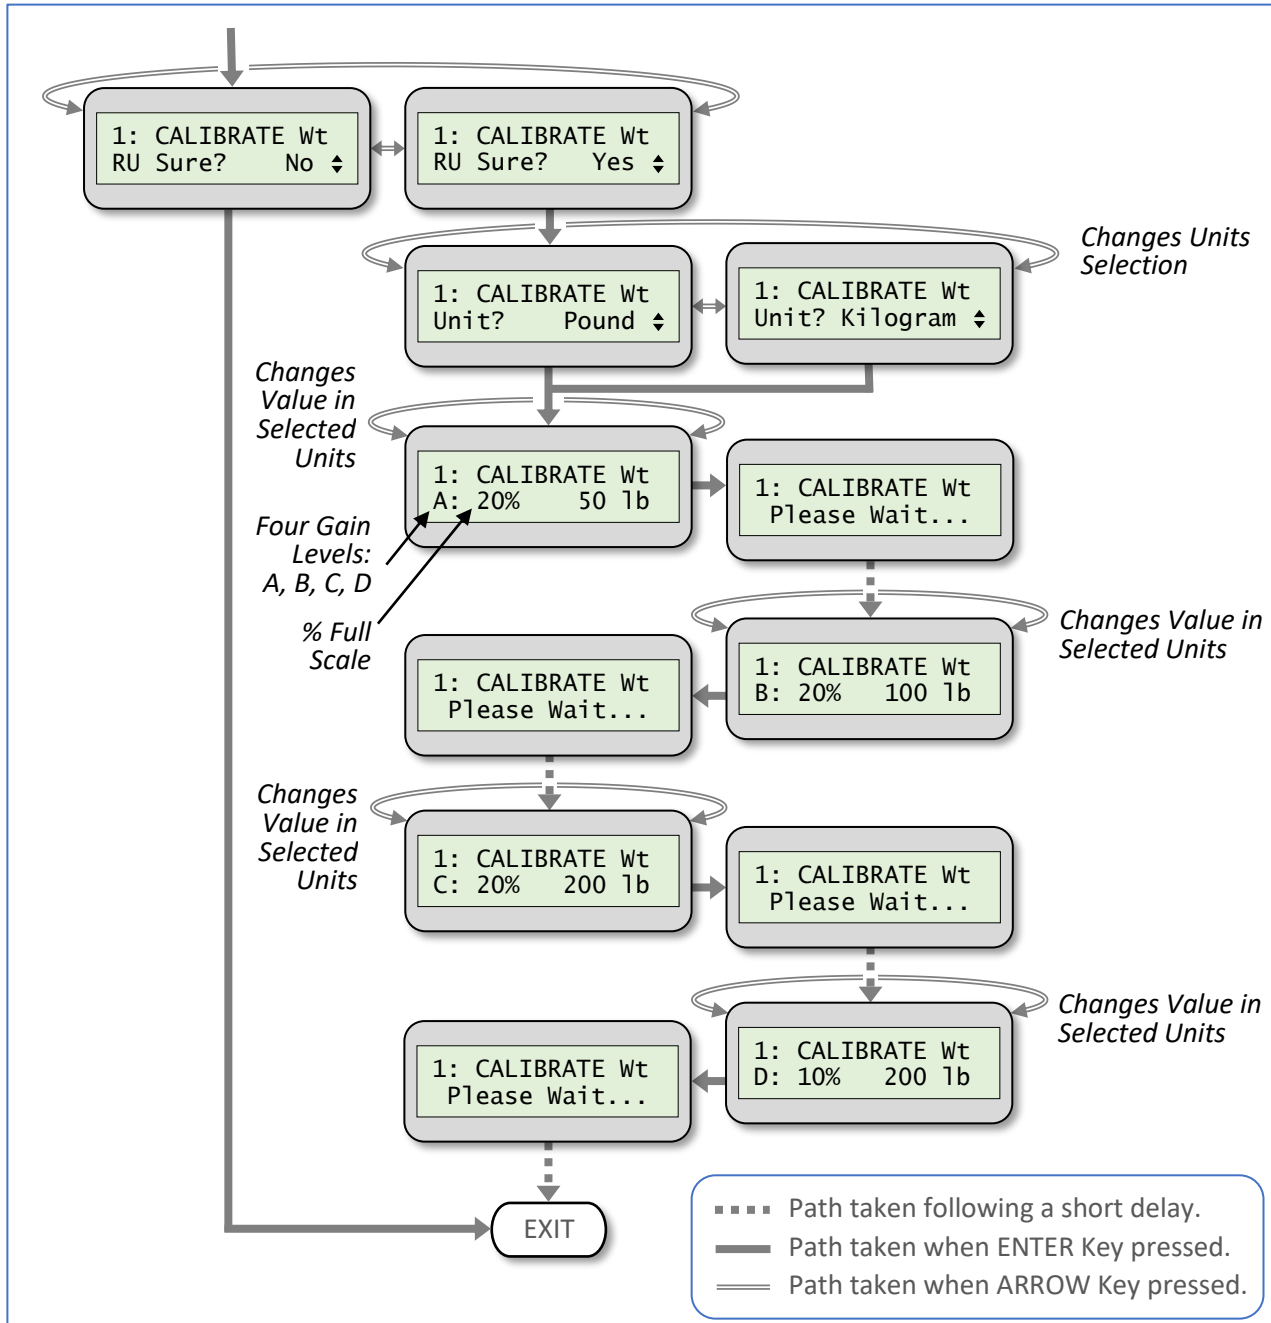 1: CALIBRATE Wt
RU Sure? No
1: CALIBRATE Wt
RU Sure? Yes
Changes Units
Selection
1: CALIBRATE Wt
Unit? Pound
1: CALIBRATE Wt
Unit? Kilogram
Changes
Value in
Selected
Units
1: CALIBRATE Wt
A: 20% 50 lb
1: CALIBRATE Wt
Please Wait...
Four Gain
Levels:
A, B, C, D
% Full
Scale
Changes Value in
Selected Units
1: CALIBRATE Wt
B: 20% 100 lb
1: CALIBRATE Wt
Please Wait...
Changes
Value in
Selected
Units
1: CALIBRATE Wt
C: 20% 200 lb
1: CALIBRATE Wt
Please Wait...
Changes Value in
Selected Units
1: CALIBRATE Wt
D: 10% 200 lb
1: CALIBRATE Wt
Please Wait...
EXIT
Path taken following a short delay.
Path taken when ENTER Key pressed.
Path taken when ARROW Key pressed.